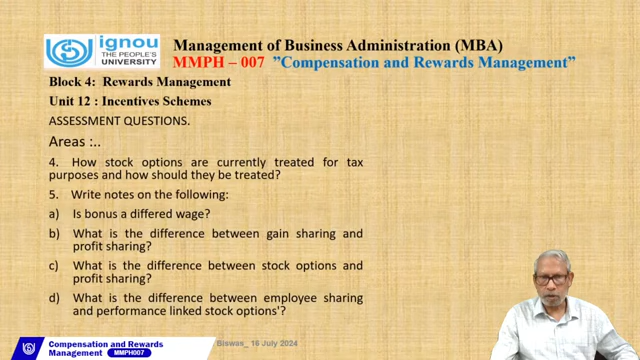 ignou
THE PEOPLE'S
UNIVERSITY
Management of Business Administration (MBA)
MMPH – 007 ”Compensation and Rewards Management”
Block 4: Rewards Management
Unit 12 : Incentives Schemes
ASSESSMENT QUESTIONS.
Areas :..
4. How stock options are currently treated for tax
purposes and how should they be treated?
5. Write notes on the following:
a) Is bonus a differed wage?
b) What is the difference between gain sharing and
profit sharing?
c) What is the difference between stock options and
profit sharing?
d) What is the difference between employee sharing
and performance linked stock options'?
Compensation and Rewards
Management MMPH007
Biswas_ 16 July 2024